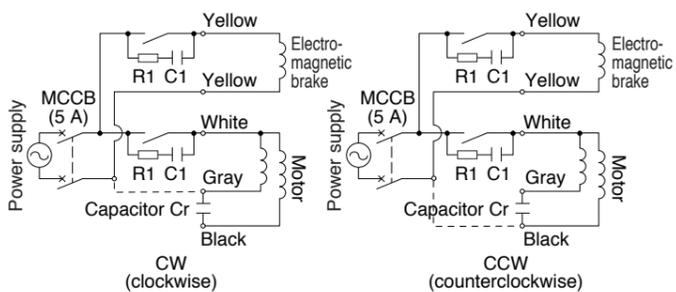 Yellow
Electro-
magnetic
brake
R1 C1
Yellow
MCCB
(5 A)
White
Power supply
R1 C1
Gray
Motor
Capacitor Cr
Black
CW
(clockwise)
Yellow
Electro-
magnetic
brake
R1 C1
Yellow
MCCB
(5 A)
White
Power supply
R1 C1
Gray
Motor
Capacitor Cr
Black
CCW
(counterclockwise)